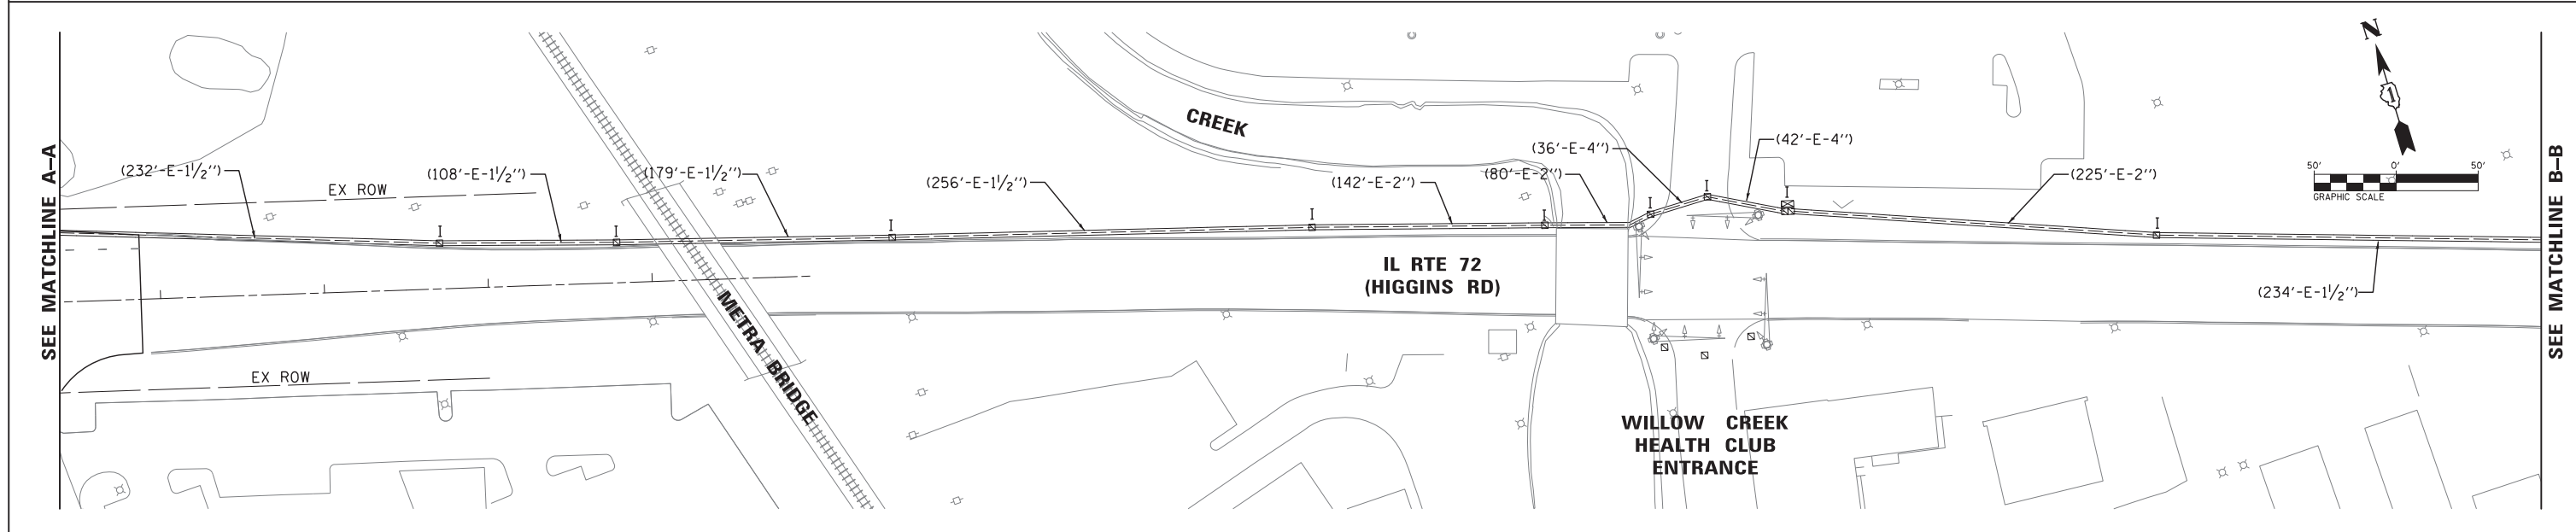 SEE MATCHLINE A-A
(232'-E-1½'')
EX ROW
(108'-E-1½'')
(179'-E-1½'')
(256'-E-1½'')
CREEK
(142'-E-2'')
(80'-E-2'')
(36'-E-4'')
(42'-E-4'')
(225'-E-2'')
N
1
50'
0'
50'
GRAPHIC SCALE
SEE MATCHLINE B-B
I
I
I
I
I
I
I
I
I
IL RTE 72
(HIGGINS RD)
(234'-E-1½'')
METRA BRIDGE
EX ROW
WILLOW CREEK
HEALTH CLUB
ENTRANCE